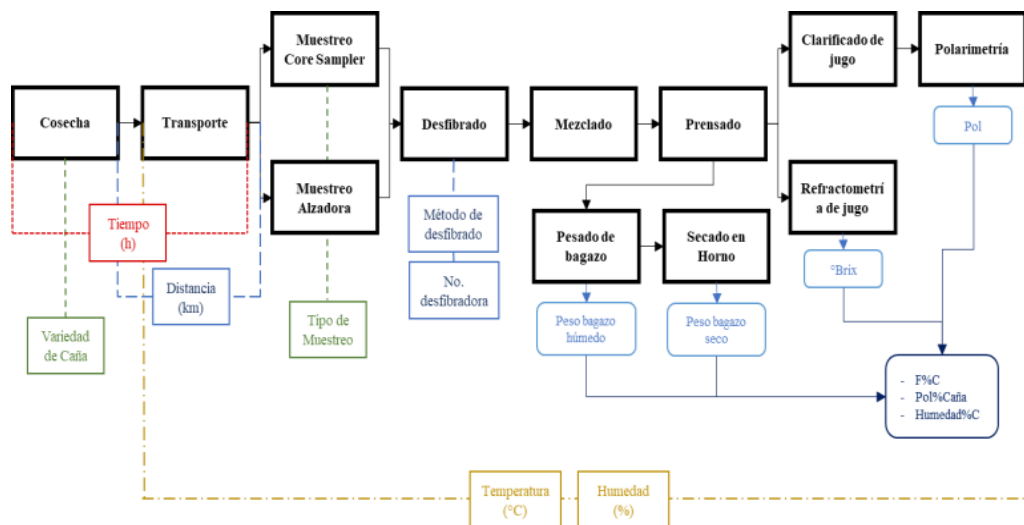 Muestreo
Core Sampler
Clarificado de
jugo
Polarimetría
Cosecha
Transporte
Desfibrado
Mezclado
Prensado
Pol
Muestreo
Alzadora
Refractometrí
a de jugo
Tiempo
(h)
Método de
desfibrado
Pesado de
bagazo
Secado en
Horno
°Brix
Distancia
(km)
No.
desfibradora
Variedad
de Caña
Tipo de
Muestreo
Peso bagazo
húmedo
Peso bagazo
seco
- F%C
- Pol%Caña
- Humedad%C
Temperatura
(°C)
Humedad
(%)